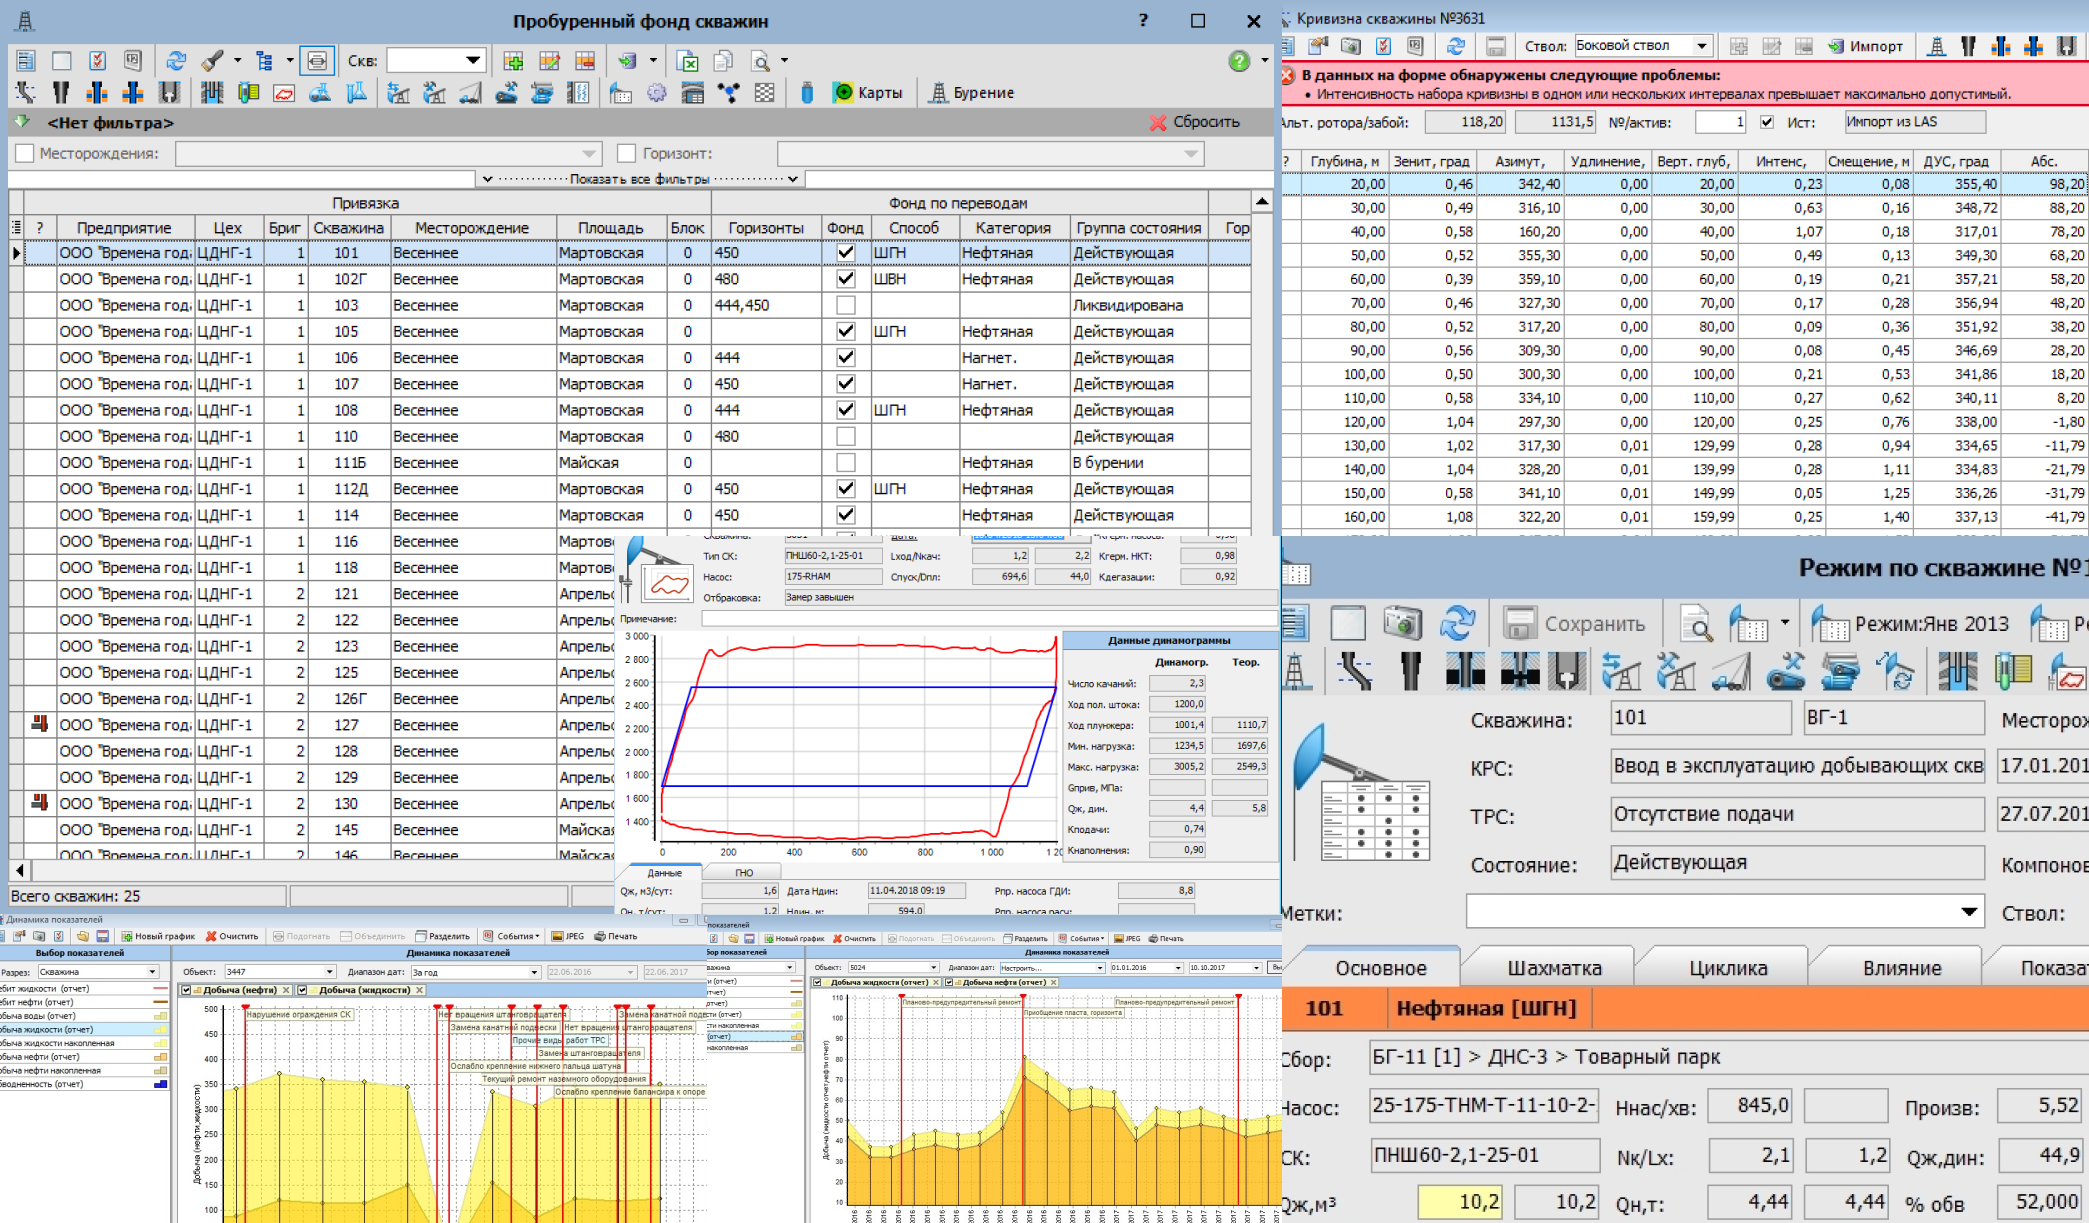 Пробуренный фонд скважин
Скв:
Карты
Бурение
<Нет фильтра>
Сбросить
Месторождения:
Горизонт:
Показать все фильтры
Привязка Фонд по переводам
? Предприятие Цех Бриг Скважина Месторождение Площадь Блок Горизонты Фонд Способ Категория Группа состояния Гор
ООО "Времена год ЦДНГ-1 1 101 Весеннее Мартовская 0 450 ШГН Нефтяная Действующая
ООО "Времена год ЦДНГ-1 1 102Г Весеннее Мартовская 0 480 ШВН Нефтяная Действующая
ООО "Времена год ЦДНГ-1 1 103 Весеннее Мартовская 0 444,450 Ликвидирована
ООО "Времена год ЦДНГ-1 1 105 Весеннее Мартовская 0 ШГН Нефтяная Действующая
ООО "Времена год ЦДНГ-1 1 106 Весеннее Мартовская 0 444 Нагнет. Действующая
ООО "Времена год ЦДНГ-1 1 107 Весеннее Мартовская 0 450 Нагнет. Действующая
ООО "Времена год ЦДНГ-1 1 108 Весеннее Мартовская 0 444 ШГН Нефтяная Действующая
ООО "Времена год ЦДНГ-1 1 110 Весеннее Мартовская 0 480 Действующая
ООО "Времена год ЦДНГ-1 1 111Б Весеннее Майская 0 Нефтяная В бурении
ООО "Времена год ЦДНГ-1 1 112Д Весеннее Мартовская 0 450 ШГН Нефтяная Действующая
ООО "Времена год ЦДНГ-1 1 114 Весеннее Мартовская 0 450 Нефтяная Действующая
ООО "Времена год ЦДНГ-1 1 116 Весеннее Мартов
ООО "Времена год ЦДНГ-1 1 118 Весеннее Мартов
ООО "Времена год ЦДНГ-1 2 121 Весеннее Апрель
ООО "Времена год ЦДНГ-1 2 122 Весеннее Апрель
ООО "Времена год ЦДНГ-1 2 123 Весеннее Апрель
ООО "Времена год ЦДНГ-1 2 125 Весеннее Апрель
ООО "Времена год ЦДНГ-1 2 126Г Весеннее Апрель
ООО "Времена год ЦДНГ-1 2 127 Весеннее Апрель
ООО "Времена год ЦДНГ-1 2 128 Весеннее Апрель
ООО "Времена год ЦДНГ-1 2 129 Весеннее Апрель
ООО "Времена год ЦДНГ-1 2 130 Весеннее Апрель
ООО "Времена год ЦДНГ-1 2 145 Весеннее Майска
ООО "Времена год ЦДНГ-1 2 146 Весеннее Майска
Всего скважин: 25
Кривизна скважины №3631
Ствол: Боковой ствол Импорт
В данных на форме обнаружены следующие проблемы:
• Интенсивность набора кривизны в одном или нескольких интервалах превышает максимально допустимый.
Альт. ротора/забой: 118,20 1131,5 №/актив: 1 Ист: Импорт из LAS
? Глубина, м Зенит, град Азимут, Удлинение, Верт. глуб, Интенс, Смещение, м ДУС, град Абс.
20,00 0,46 342,40 0,00 20,00 0,23 0,08 355,40 98,20
30,00 0,49 316,10 0,00 30,00 0,63 0,16 348,72 88,20
40,00 0,58 160,20 0,00 40,00 1,07 0,18 317,01 78,20
50,00 0,52 355,30 0,00 50,00 0,49 0,13 349,30 68,20
60,00 0,39 359,10 0,00 60,00 0,19 0,21 357,21 58,20
70,00 0,46 327,30 0,00 70,00 0,17 0,28 356,94 48,20
80,00 0,52 317,20 0,00 80,00 0,09 0,36 351,92 38,20
90,00 0,56 309,30 0,00 90,00 0,08 0,45 346,69 28,20
100,00 0,50 300,30 0,00 100,00 0,21 0,53 341,86 18,20
110,00 0,58 334,10 0,00 110,00 0,27 0,62 340,11 8,20
120,00 1,04 297,30 0,00 120,00 0,25 0,76 338,00 -1,80
130,00 1,02 317,30 0,01 129,99 0,28 0,94 334,65 -11,79
140,00 1,04 328,20 0,01 139,99 0,28 1,11 334,83 -21,79
150,00 0,58 341,10 0,01 149,99 0,05 1,25 336,26 -31,79
160,00 1,08 322,20 0,01 159,99 0,25 1,40 337,13 -41,79
Тип СК: ПНШ60-2,1-25-01 Lход/Nкач: 1,2 2,2 Кгерм. НКТ: 0,98
Насос: 175-RHAM Спуск/Dпл: 694,6 44,0 Кдегазации: 0,92
Отбраковка: Замер завышен
Примечание:
3 000
2 800
2 600
2 400
2 200
2 000
1 800
1 600
1 400
0 200 400 600 800 1 000 1 20
Данные динамограммы
Динамогр. Теор.
Число качаний: 2,3
Ход пол. штока: 1200,0
Ход плунжера: 1001,4 1110,7
Мин. нагрузка: 1234,5 1697,6
Макс. нагрузка: 3005,2 2549,3
Gприв, МПа:
Qж, дин. 4,4 5,8
Кподачи: 0,74
Кнаполнения: 0,90
Данные ГНО
Qж, м3/сут: 1,6 Дата Hдин: 11.04.2018 09:19 Pпр. насоса ГДИ: 8,8
Qн, т/сут: 1,2 Hдин, м: 594,0 Pпр. насоса расч:
Режим по скважине №1
Сохранить Режим:Янв 2013
Скважина: 101 ВГ-1 Месторож
КРС: Ввод в эксплуатацию добывающих скв 17.01.201
ТРС: Отсутствие подачи 27.07.201
Состояние: Действующая Компонов
Метки: Ствол:
Основное Шахматка Циклика Влияние Показат
101 Нефтяная [ШГН]
Сбор: БГ-11 [1] > ДНС-3 > Товарный парк
Насос: 25-175-ТНМ-Т-11-10-2- Ннас/хв: 845,0 Произв: 5,52
СК: ПНШ60-2,1-25-01 Nк/Lх: 2,1 1,2 Qж,дин: 44,9
Qж,м³ 10,2 10,2 Qн,т: 4,44 4,44 % обв 52,000
Динамика показателей
Новый график Очистить Подогнать Объединить Разделить События JPEG Печать
Выбор показателей Динамика показателей
Разрез: Скважина Объект: 3447 Диапазон дат: За год 22.06.2016 22.06.2017
Добыча (нефти) Добыча (жидкости)
ебит жидкости (отчет)
ебит нефти (отчет)
обыча воды (отчет)
обыча жидкости (отчет)
обыча жидкости накопленная
обыча нефти (отчет)
обыча нефти накопленная
бводненность (отчет)
Добыча (нефти,жидкости)
500
450
400
350
300
250
200
150
100
Нарушение ограждения СК
Нет вращения штанговращателя
Замена канатной подве
Замена канатной подвески
Нет вращения штанговращателя
Прочие виды работ ТРС
Замена штанговращателя
Ослабло крепление нижнего пальца шатуна
Текущий ремонт наземного оборудования
Ослабло крепление балансира к опоре
показателей
Новый график Очистить Подогнать Объединить Разделить События JPEG Печать
бор показателей Динамика показателей
важина Объект: 5024 Диапазон дат: Настроить... 01.01.2016 10.10.2017
Добыча жидкости (отчет) Добыча нефти (отчет)
Добыча (жидкости отчет,нефти отчет)
110
100
90
80
70
60
50
40
30
20
10
Планово-предупредительный ремонт
Планово-предупредительный ремонт
Приобщение пласта, горизонта